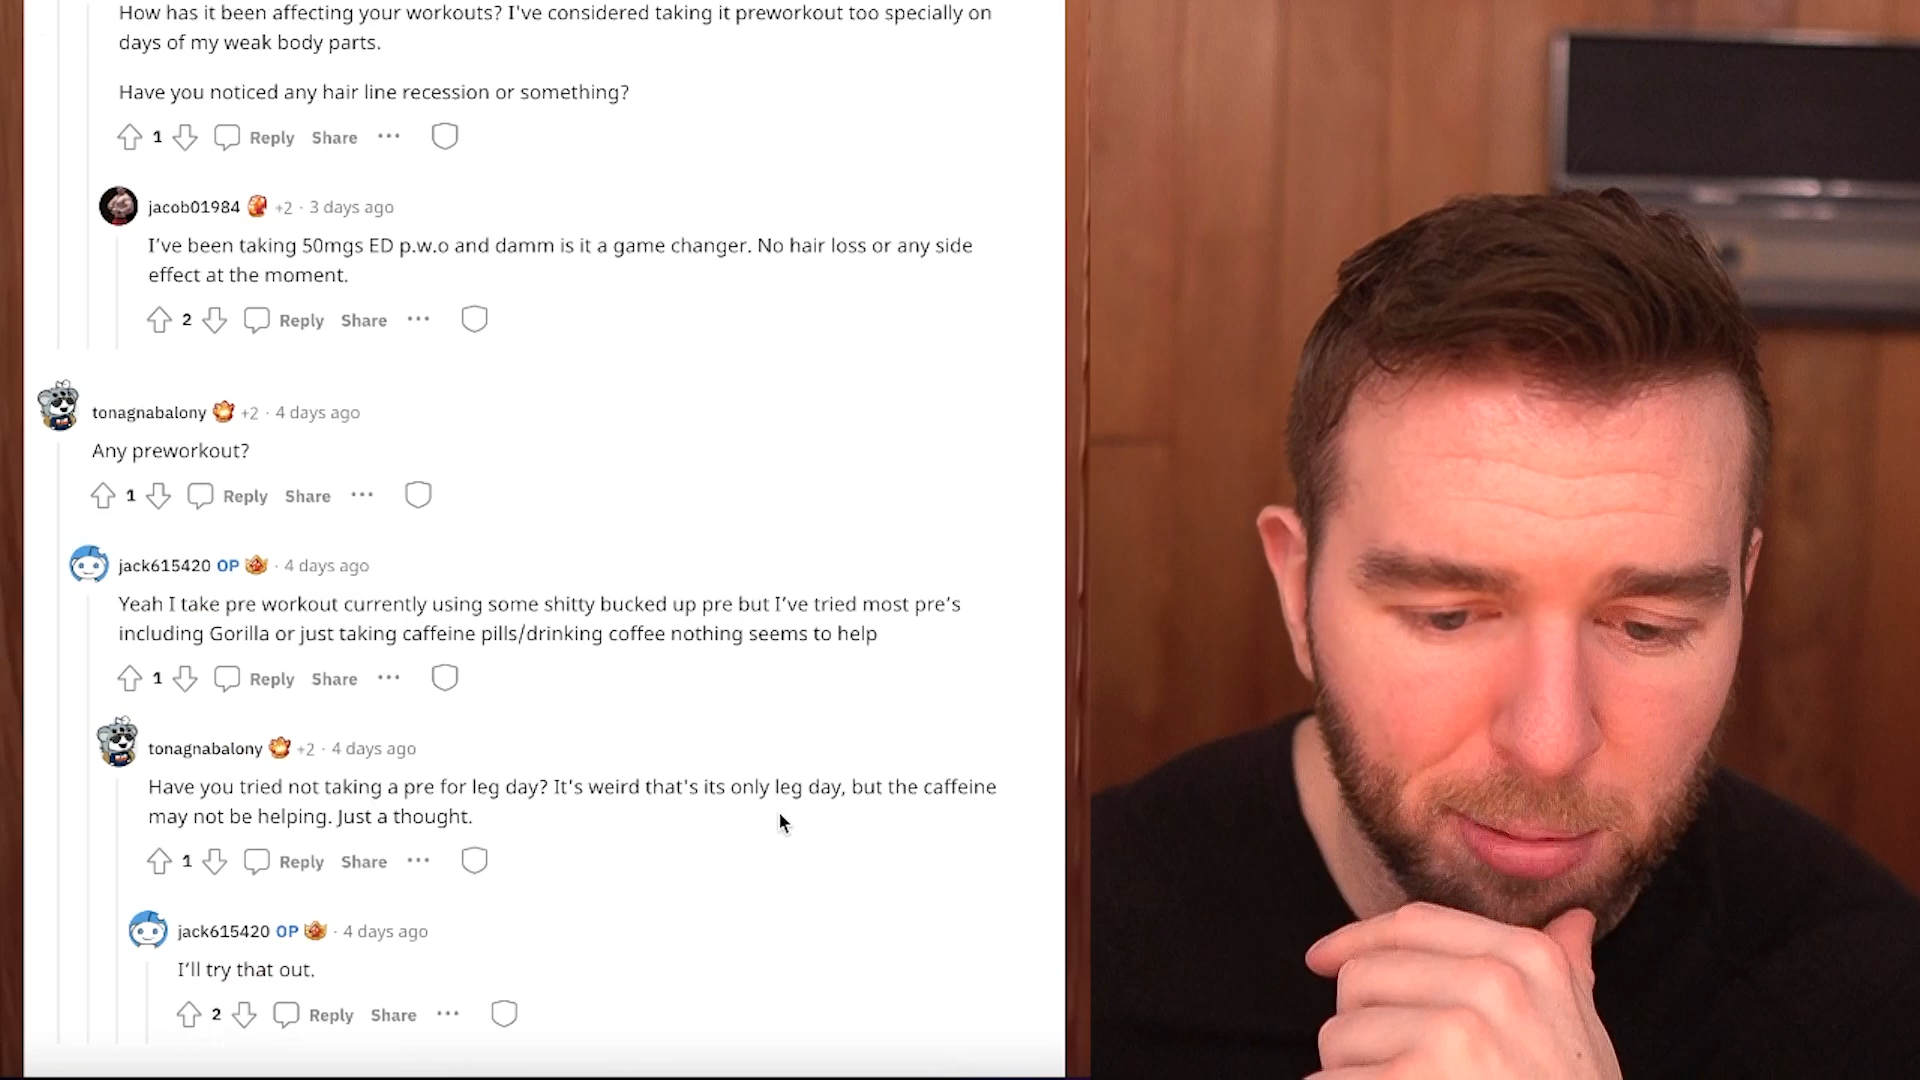 How has it been affecting your workouts? I've considered taking it preworkout too specially on
days of my weak body parts.
Have you noticed any hair line recession or something?
1 Reply Share ...
jacob01984 +2 · 3 days ago
I've been taking 50mgs ED p.w.o and damm is it a game changer. No hair loss or any side
effect at the moment.
2 Reply Share ...
tonagnabalony +2 · 4 days ago
Any preworkout?
1 Reply Share ...
jack615420 OP · 4 days ago
Yeah I take pre workout currently using some shitty bucked up pre but I've tried most pre's
including Gorilla or just taking caffeine pills/drinking coffee nothing seems to help
1 Reply Share ...
tonagnabalony +2 · 4 days ago
Have you tried not taking a pre for leg day? It's weird that's its only leg day, but the caffeine
may not be helping. Just a thought.
1 Reply Share ...
jack615420 OP · 4 days ago
I'll try that out.
2 Reply Share ...